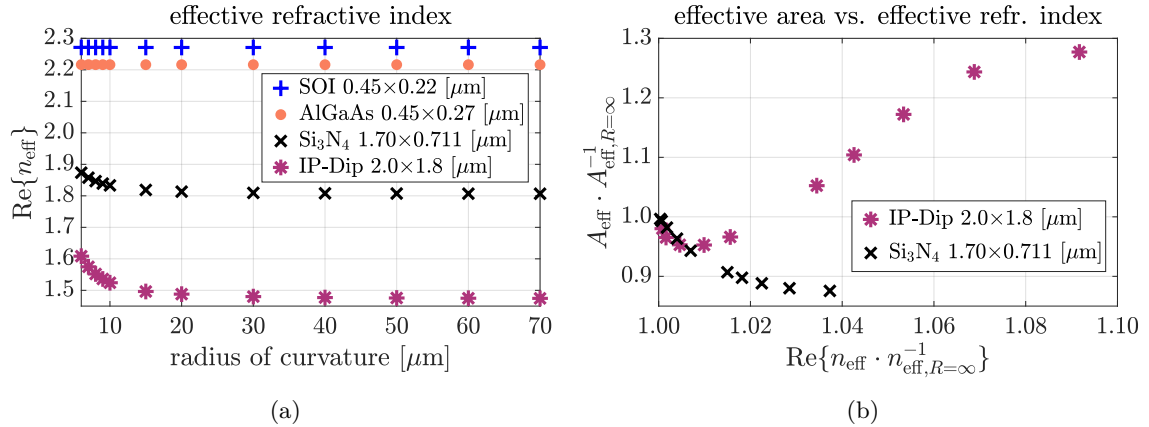 effective refractive index
Re{n_eff}
2.3
2.2
2.1
2.0
1.9
1.8
1.7
1.6
1.5
SOI 0.45×0.22 [μm]
AlGaAs 0.45×0.27 [μm]
Si₃N₄ 1.70×0.711 [μm]
IP-Dip 2.0×1.8 [μm]
10 20 30 40 50 60 70
radius of curvature [μm]
(a)
effective area vs. effective refr. index
A_eff · A⁻¹_eff,R=∞
1.3
1.2
1.1
1.0
0.9
IP-Dip 2.0×1.8 [μm]
Si₃N₄ 1.70×0.711 [μm]
1.00 1.02 1.04 1.06 1.08 1.10
Re{n_eff · n⁻¹_eff,R=∞}
(b)